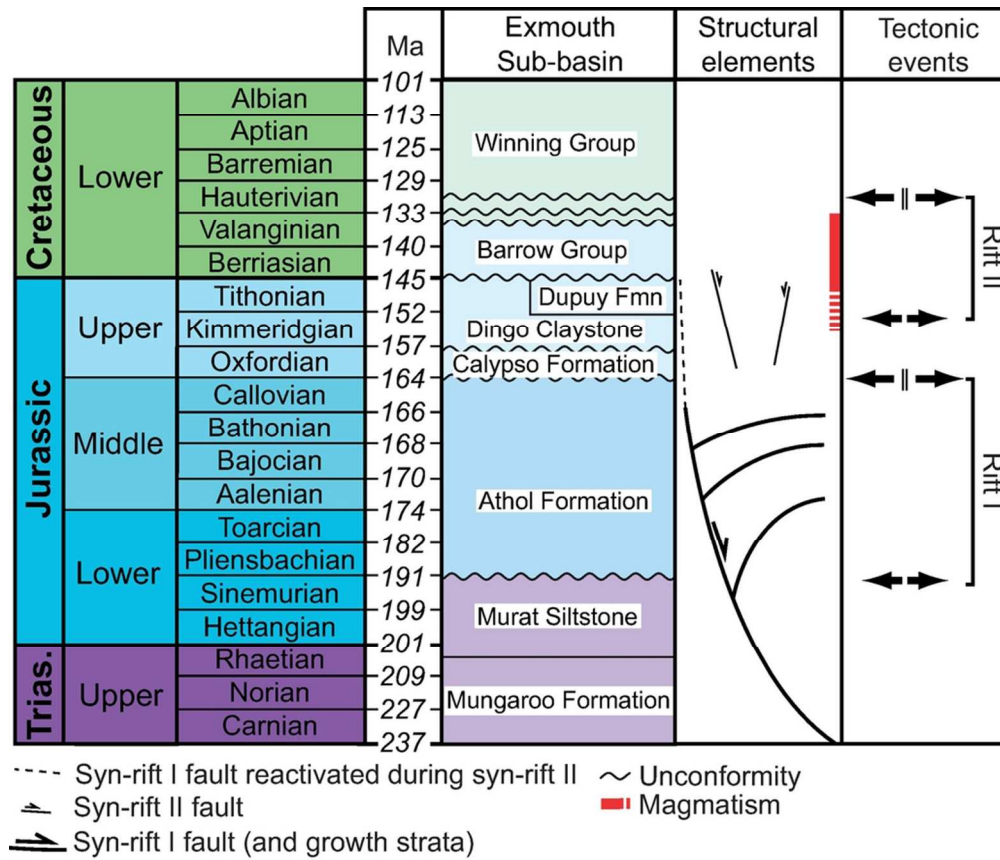 Ma
Exmouth
Sub-basin
Structural
elements
Tectonic
events
Cretaceous
Lower
Albian
Aptian
Barremian
Hauterivian
Valanginian
Berriasian
Jurassic
Upper
Tithonian
Kimmeridgian
Oxfordian
Middle
Callovian
Bathonian
Bajocian
Aalenian
Lower
Toarcian
Pliensbachian
Sinemurian
Hettangian
Trias.
Upper
Rhaetian
Norian
Carnian
101
113
125
129
133
140
145
152
157
164
166
168
170
174
182
191
199
201
209
227
237
Winning Group
Barrow Group
Dupuy Fmn
Dingo Claystone
Calypso Formation
Athol Formation
Murat Siltstone
Mungaroo Formation
Rift II
Rift I
Syn-rift I fault reactivated during syn-rift II
Syn-rift II fault
Syn-rift I fault (and growth strata)
Unconformity
Magmatism